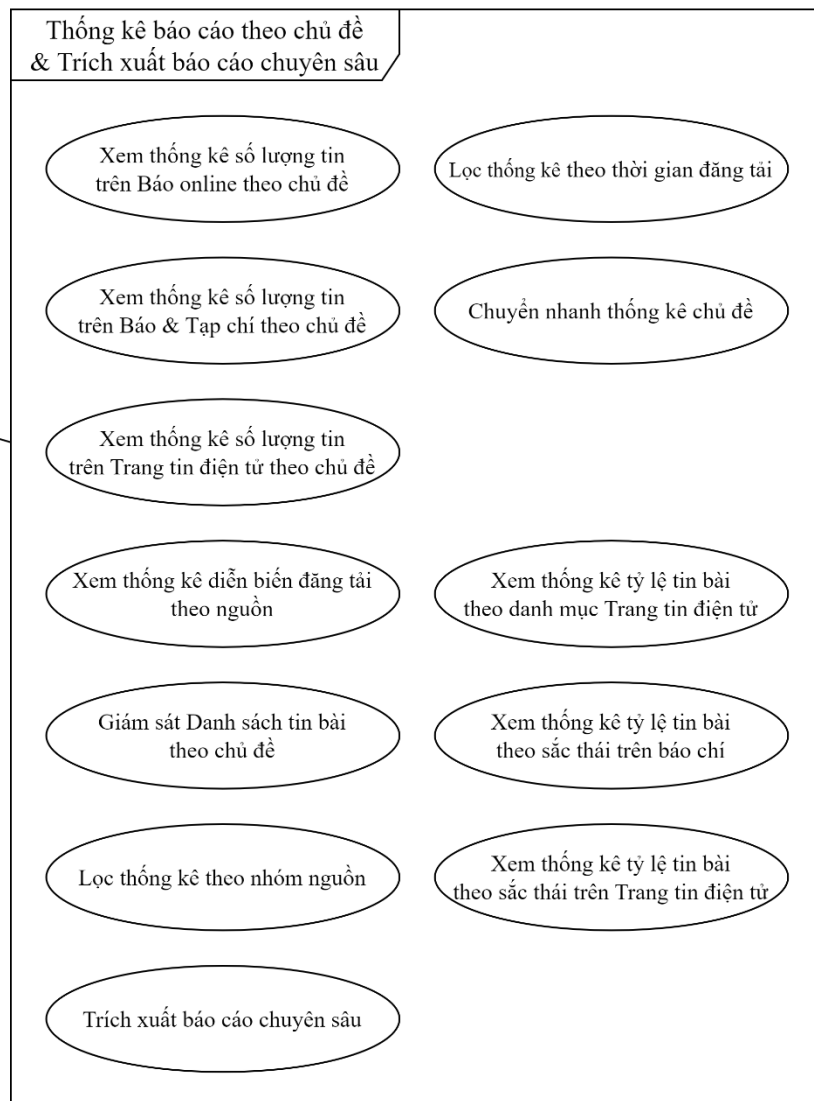 Thống kê báo cáo theo chủ đề
& Trích xuất báo cáo chuyên sâu
Xem thống kê số lượng tin
trên Báo online theo chủ đề
Lọc thống kê theo thời gian đăng tải
Xem thống kê số lượng tin
trên Báo & Tạp chí theo chủ đề
Chuyển nhanh thống kê chủ đề
Xem thống kê số lượng tin
trên Trang tin điện tử theo chủ đề
Xem thống kê diễn biến đăng tải
theo nguồn
Xem thống kê tỷ lệ tin bài
theo danh mục Trang tin điện tử
Giám sát Danh sách tin bài
theo chủ đề
Xem thống kê tỷ lệ tin bài
theo sắc thái trên báo chí
Lọc thống kê theo nhóm nguồn
Xem thống kê tỷ lệ tin bài
theo sắc thái trên Trang tin điện tử
Trích xuất báo cáo chuyên sâu